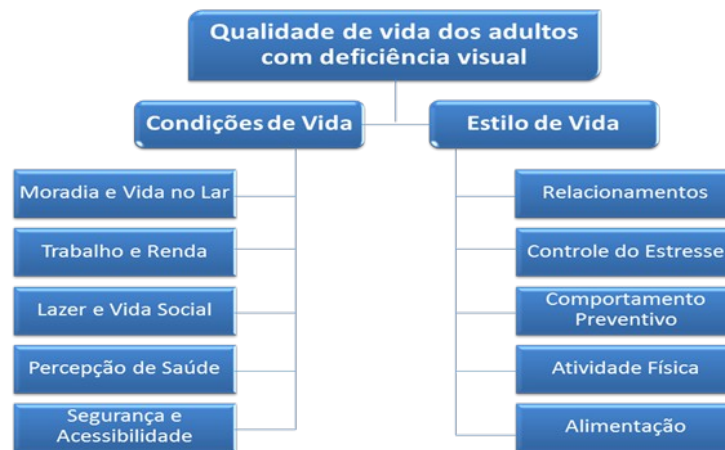 Qualidade de vida dos adultos
com deficiência visual
Condições de Vida
Estilo de Vida
Moradia e Vida no Lar
Trabalho e Renda
Lazer e Vida Social
Percepção de Saúde
Segurança e
Acessibilidade
Relacionamentos
Controle do Estresse
Comportamento
Preventivo
Atividade Física
Alimentação